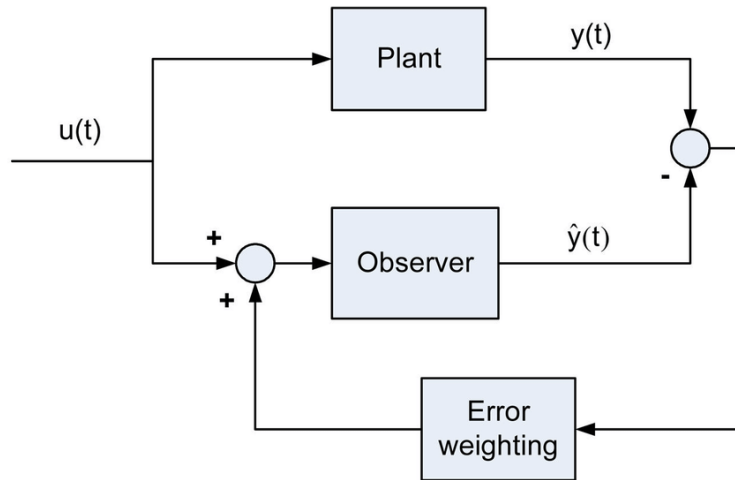 Plant
y(t)
u(t)
-
+
Observer
ŷ(t)
+
Error
weighting